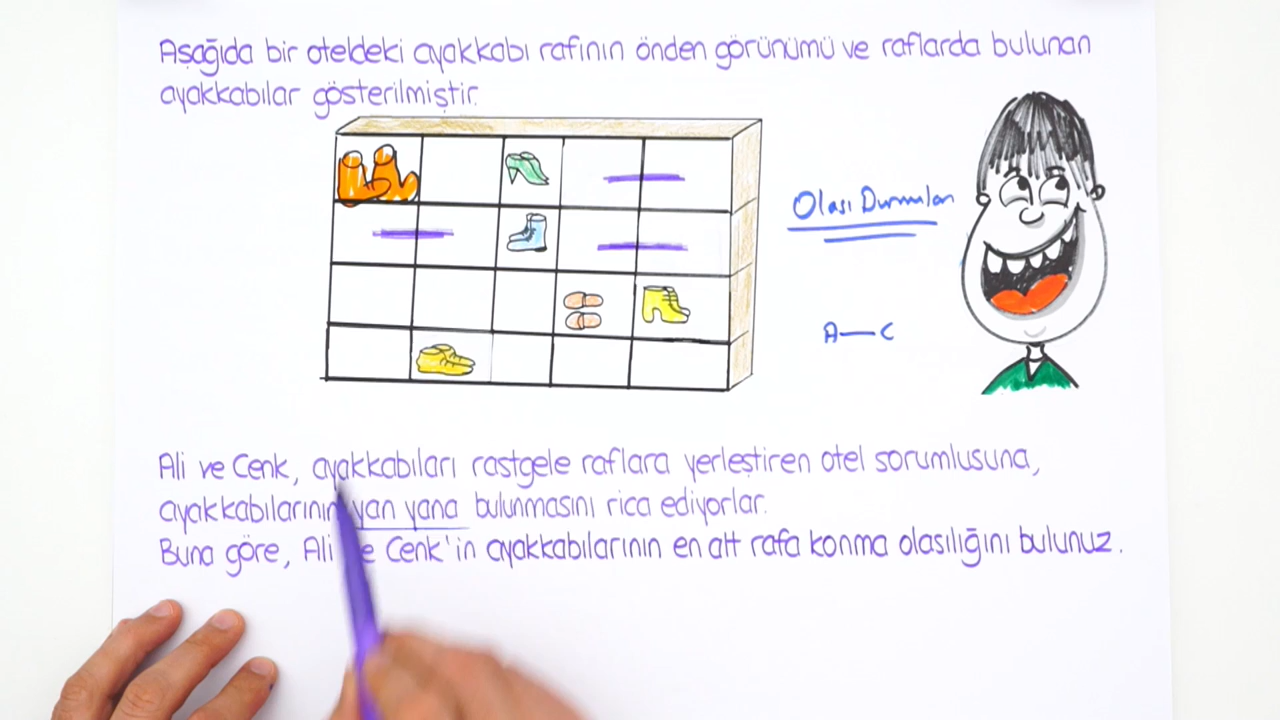 Aşağıda bir oteldeki ayakkabı rafının önden görünümü ve raflarda bulunan
ayakkabılar gösterilmiştir.
Olası Durumları
A—C
Ali ve Cenk, ayakkabıları rastgele raflara yerleştiren otel sorumlusuna,
ayakkabılarının yan yana bulunmasını rica ediyorlar.
Buna göre, Ali Cenk'in ayakkabılarının en alt rafa konma olasılığını bulunuz.